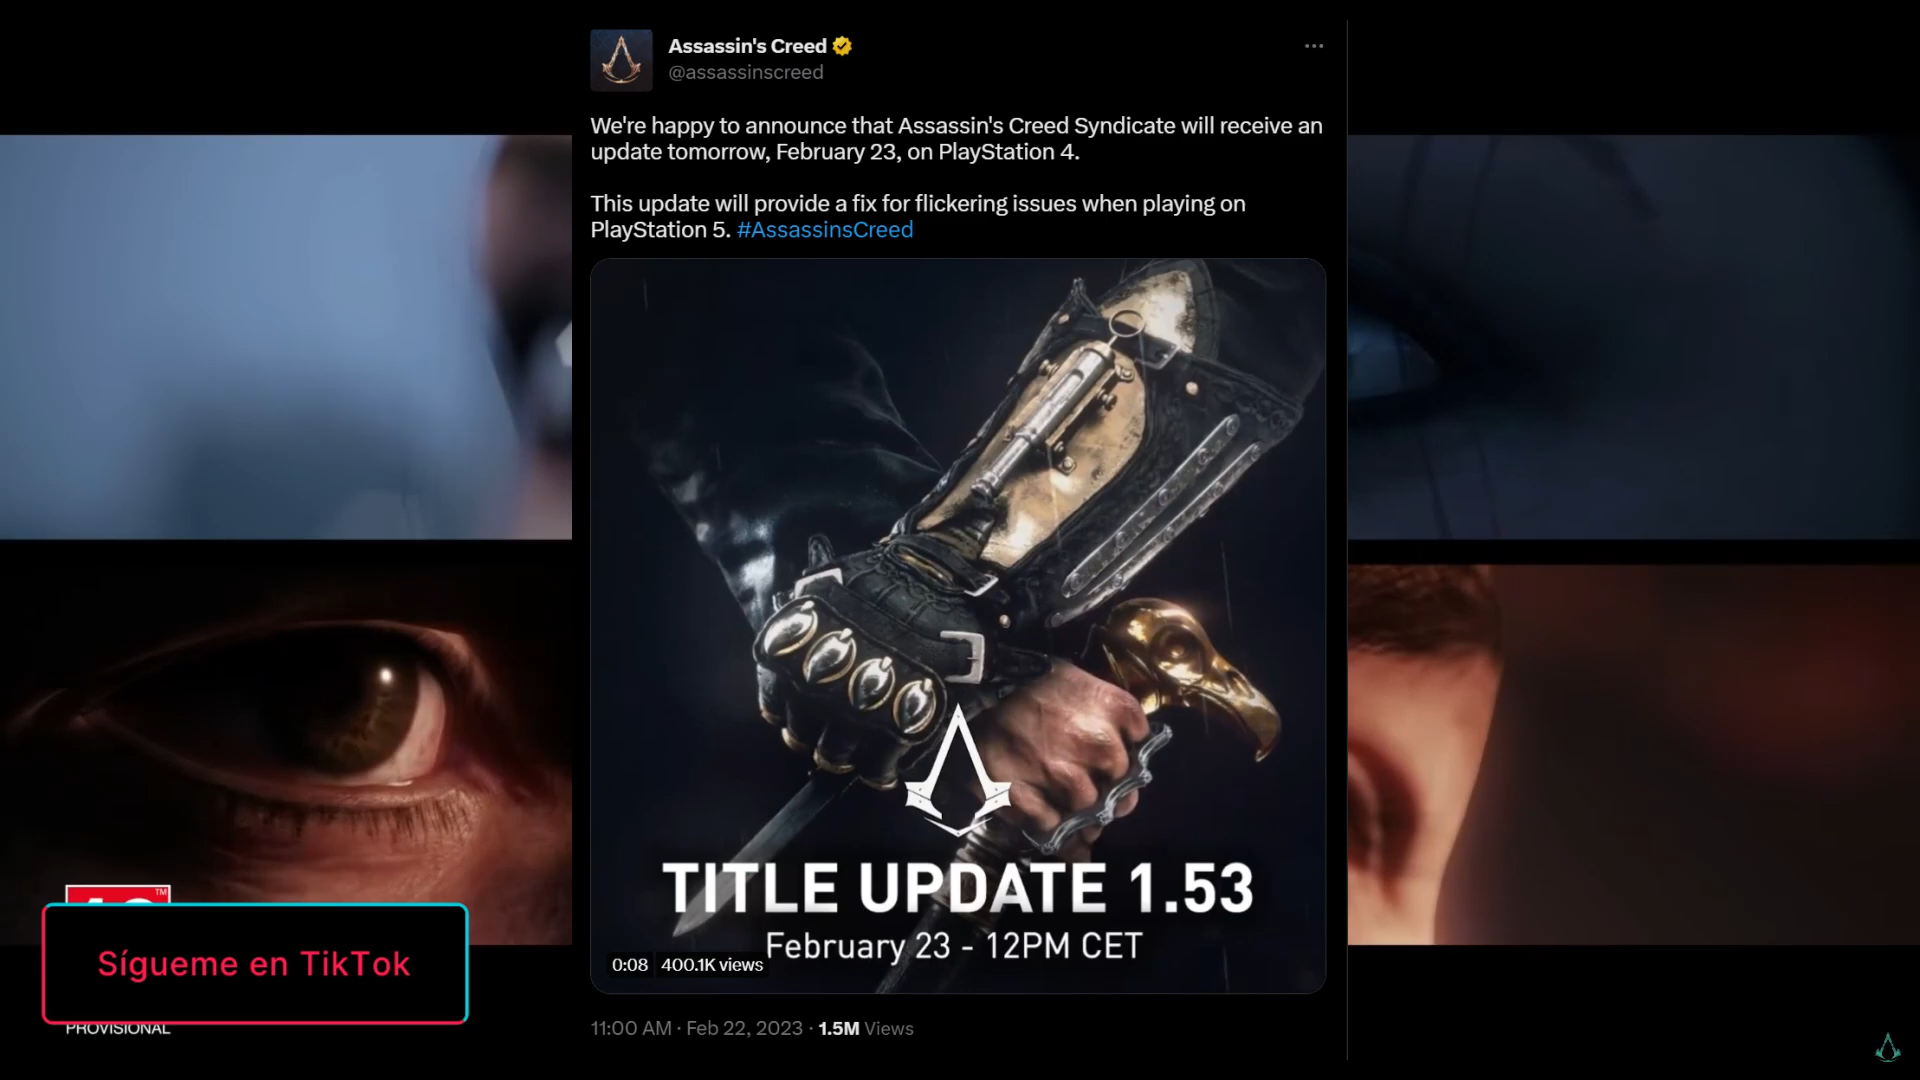 Assassin's Creed
@assassinscreed
We're happy to announce that Assassin's Creed Syndicate will receive an
update tomorrow, February 23, on PlayStation 4.
This update will provide a fix for flickering issues when playing on
PlayStation 5. #AssassinsCreed
TITLE UPDATE 1.53
February 23 - 12PM CET
0:08 400.1K views
11:00 AM · Feb 22, 2023 · 1.5M Views
TM
Sígueme en TikTok
PROVISIONAL